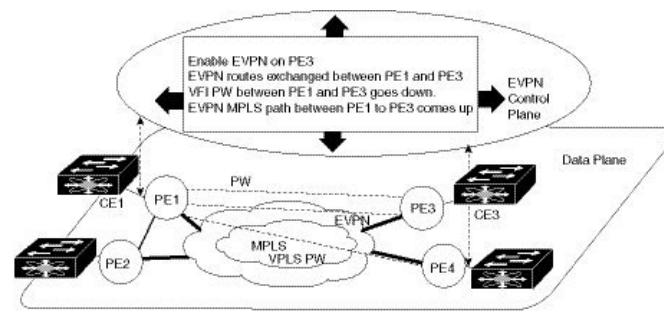 Enable EVPN on PE3
EVPN routes exchanged between PE1 and PE3
VFI PW between PE1 and PE3 goes down.
EVPN MPLS path between PE1 to PE3 comes up
EVPN
Control
Plane
Data Plane
PW
CE1
PE1
PE3
CE3
EVPN
MPLS
VPLS PW
PE2
PE4